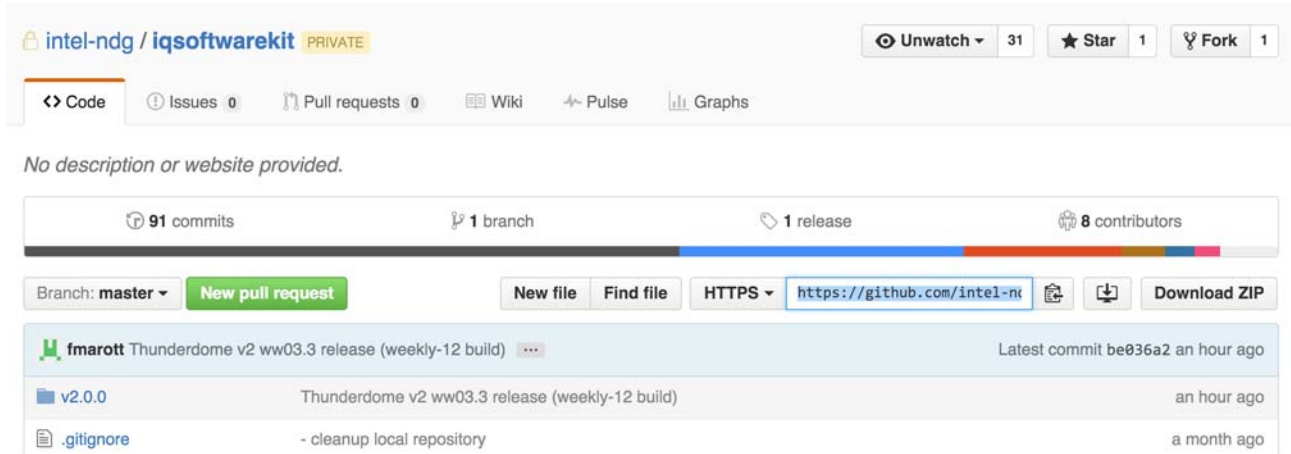 intel-ndg / iqsoftwarekit PRIVATE Unwatch 31 Star 1 Fork 1
Code Issues 0 Pull requests 0 Wiki Pulse Graphs
No description or website provided.
91 commits 1 branch 1 release 8 contributors
Branch: master New pull request New file Find file HTTPS https://github.com/intel-nd Download ZIP
fmarott Thunderdome v2 ww03.3 release (weekly-12 build) ... Latest commit be036a2 an hour ago
v2.0.0 Thunderdome v2 ww03.3 release (weekly-12 build) an hour ago
.gitignore - cleanup local repository a month ago